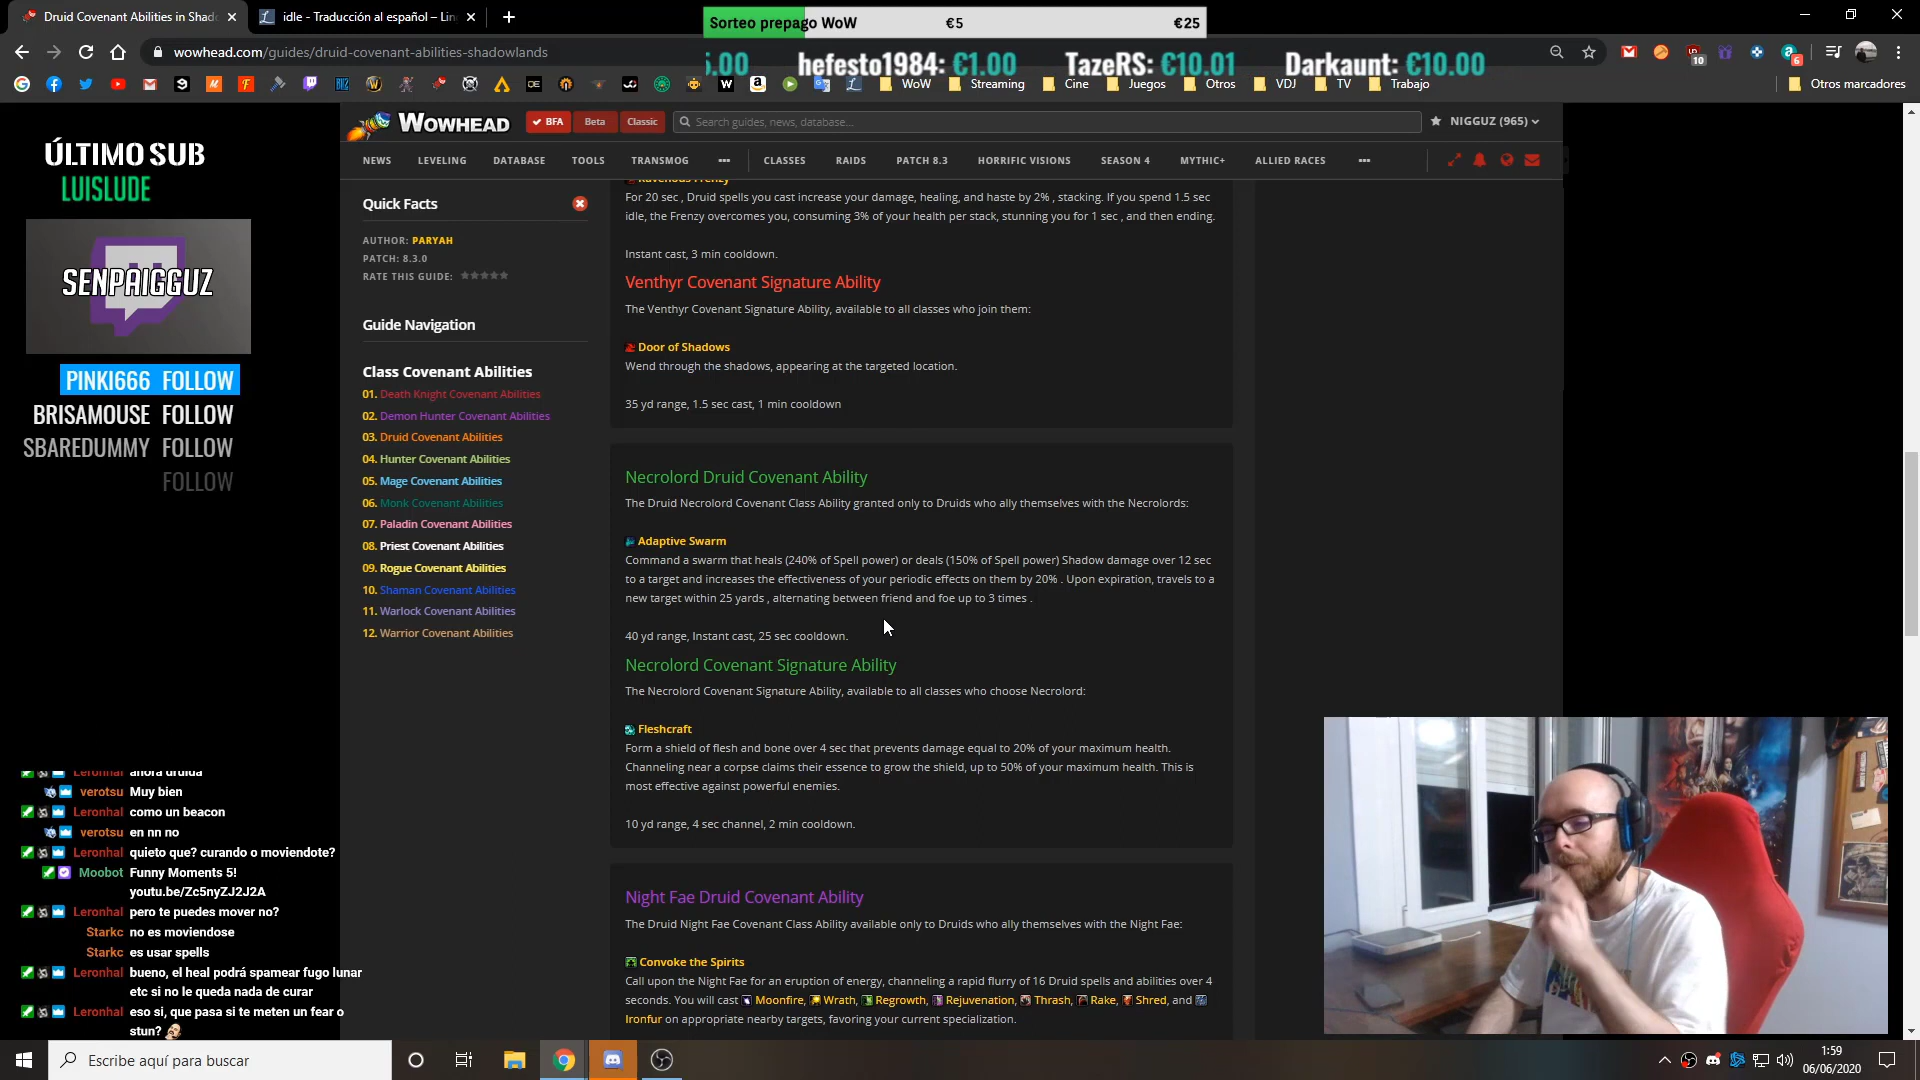 Druid Covenant Abilities in Shado
idle - Traducción al español – Lin
Sorteo prepago WoW €5 €25
wowhead.com/guides/druid-covenant-abilities-shadowlands
5.00 hefesto1984: €1.00 TazeRS: €10.01 Darkaunt: €10.00
WoW Streaming Cine Juegos Otros VDJ TV Trabajo Otros marcadores
ÚLTIMO SUB
LUISLUDE
SENPAIGGUZ
PINKI666 FOLLOW
BRISAMOUSE FOLLOW
SBAREDUMMY FOLLOW
FOLLOW
WOWHEAD
BFA Beta Classic
Search guides, news, database...
NIGGUZ (965)
NEWS LEVELING DATABASE TOOLS TRANSMOG ... CLASSES RAIDS PATCH 8.3 HORRIFIC VISIONS SEASON 4 MYTHIC+ ALLIED RACES ...
Quick Facts
AUTHOR: PARYAH
PATCH: 8.3.0
RATE THIS GUIDE:
Guide Navigation
Class Covenant Abilities
01. Death Knight Covenant Abilities
02. Demon Hunter Covenant Abilities
03. Druid Covenant Abilities
04. Hunter Covenant Abilities
05. Mage Covenant Abilities
06. Monk Covenant Abilities
07. Paladin Covenant Abilities
08. Priest Covenant Abilities
09. Rogue Covenant Abilities
10. Shaman Covenant Abilities
11. Warlock Covenant Abilities
12. Warrior Covenant Abilities
Ravenous Frenzy
For 20 sec , Druid spells you cast increase your damage, healing, and haste by 2% , stacking. If you spend 1.5 sec
idle, the Frenzy overcomes you, consuming 3% of your health per stack, stunning you for 1 sec , and then ending.
Instant cast, 3 min cooldown.
Venthyr Covenant Signature Ability
The Venthyr Covenant Signature Ability, available to all classes who join them:
Door of Shadows
Wend through the shadows, appearing at the targeted location.
35 yd range, 1.5 sec cast, 1 min cooldown
Necrolord Druid Covenant Ability
The Druid Necrolord Covenant Class Ability granted only to Druids who ally themselves with the Necrolords:
Adaptive Swarm
Command a swarm that heals (240% of Spell power) or deals (150% of Spell power) Shadow damage over 12 sec
to a target and increases the effectiveness of your periodic effects on them by 20% . Upon expiration, travels to a
new target within 25 yards , alternating between friend and foe up to 3 times .
40 yd range, Instant cast, 25 sec cooldown.
Necrolord Covenant Signature Ability
The Necrolord Covenant Signature Ability, available to all classes who choose Necrolord:
Fleshcraft
Form a shield of flesh and bone over 4 sec that prevents damage equal to 20% of your maximum health.
Channeling near a corpse claims their essence to grow the shield, up to 50% of your maximum health. This is
most effective against powerful enemies.
10 yd range, 4 sec channel, 2 min cooldown.
Night Fae Druid Covenant Ability
The Druid Night Fae Covenant Class Ability available only to Druids who ally themselves with the Night Fae:
Convoke the Spirits
Call upon the Night Fae for an eruption of energy, channeling a rapid flurry of 16 Druid spells and abilities over 4
seconds. You will cast Moonfire, Wrath, Regrowth, Rejuvenation, Thrash, Rake, Shred, and
Ironfur on appropriate nearby targets, favoring your current specialization.
Leronhal ahora druida
verotsu Muy bien
Leronhal como un beacon
verotsu en nn no
Leronhal quieto que? curando o moviendote?
Moobot Funny Moments 5!
youtu.be/Zc5nyZJ2J2A
Leronhal pero te puedes mover no?
Starkc no es moviendose
Starkc es usar spells
Leronhal bueno, el heal podrá spamear fugo lunar
etc si no le queda nada de curar
Leronhal eso si, que pasa si te meten un fear o
stun?
Escribe aquí para buscar
1:59
06/06/2020